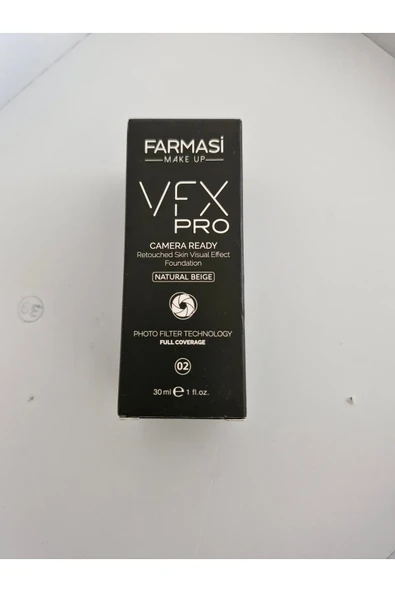 FARMASi
MAKE UP
VFX
PRO
CAMERA READY
Retouched Skin Visual Effect
Foundation
NATURAL BEIGE
PHOTO FILTER TECHNOLOGY
FULL COVERAGE
02
30 ml ℮ 1 fl.oz.